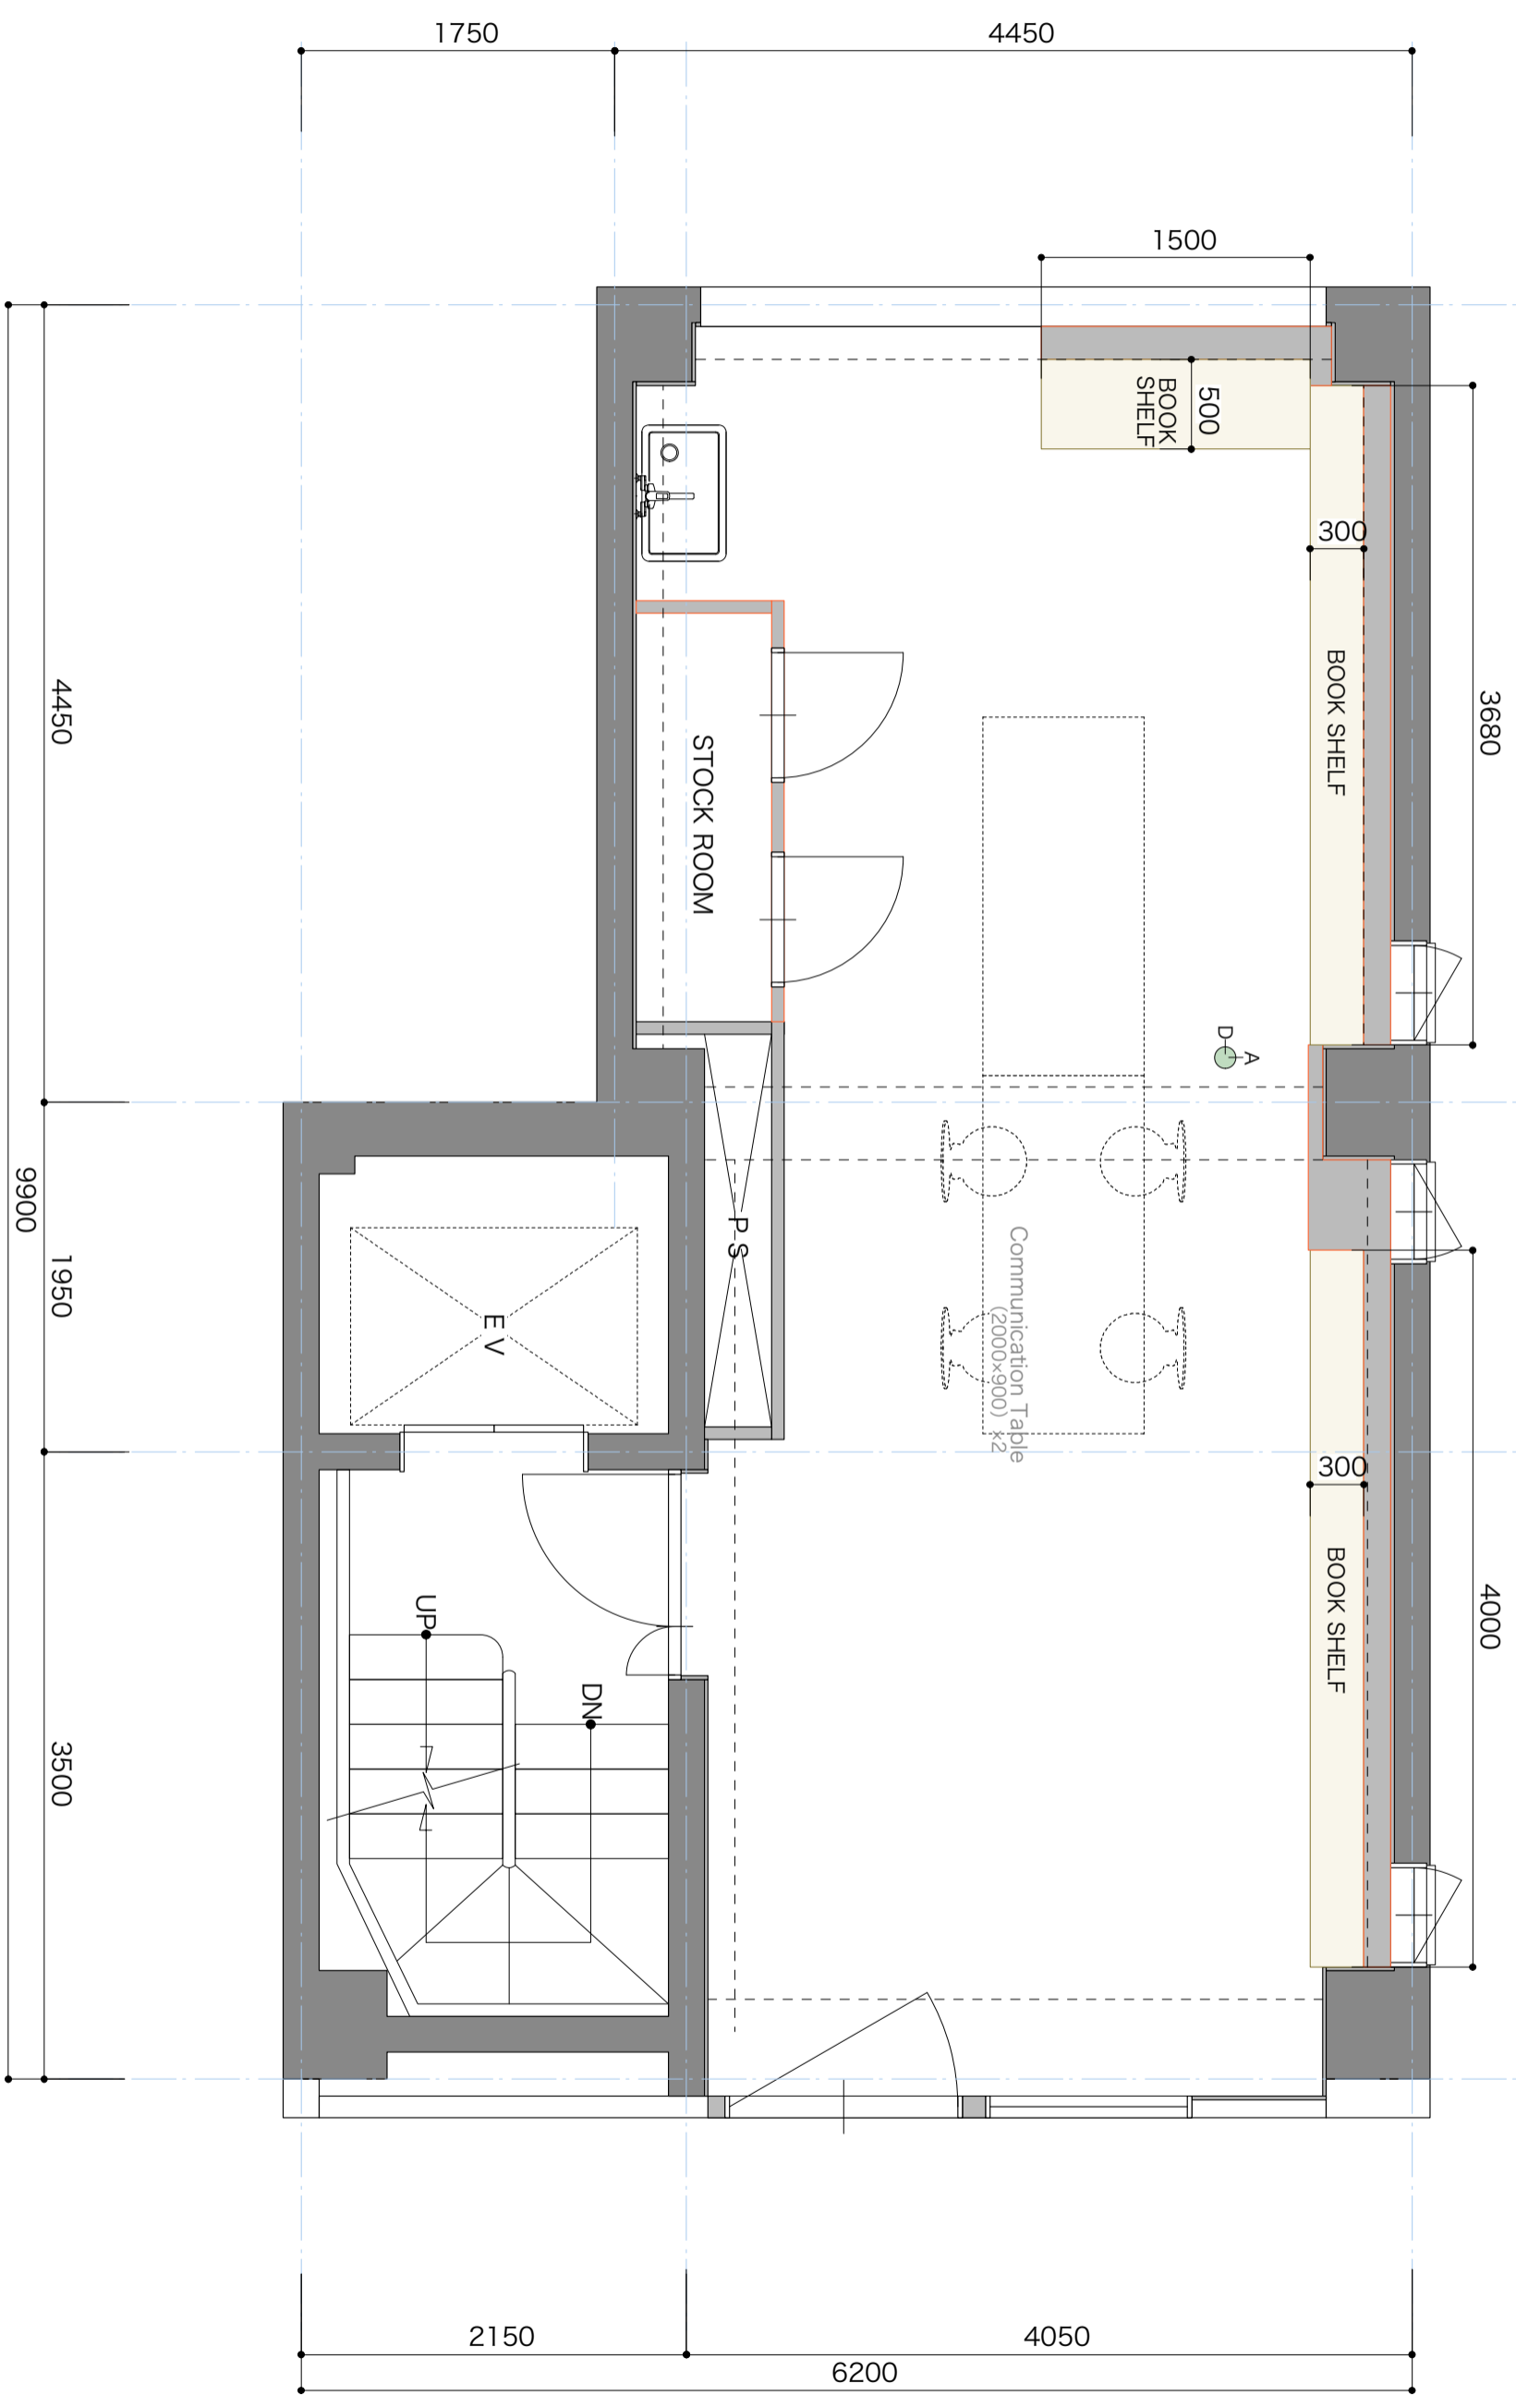 1750
4450
1500
BOOK
SHELF
500
300
BOOK SHELF
3680
STOCK ROOM
4450
D
A
P S
Communication Table
(2000×900) ×2
9900
1950
E V
300
BOOK SHELF
4000
UP
DN
3500
2150
4050
6200